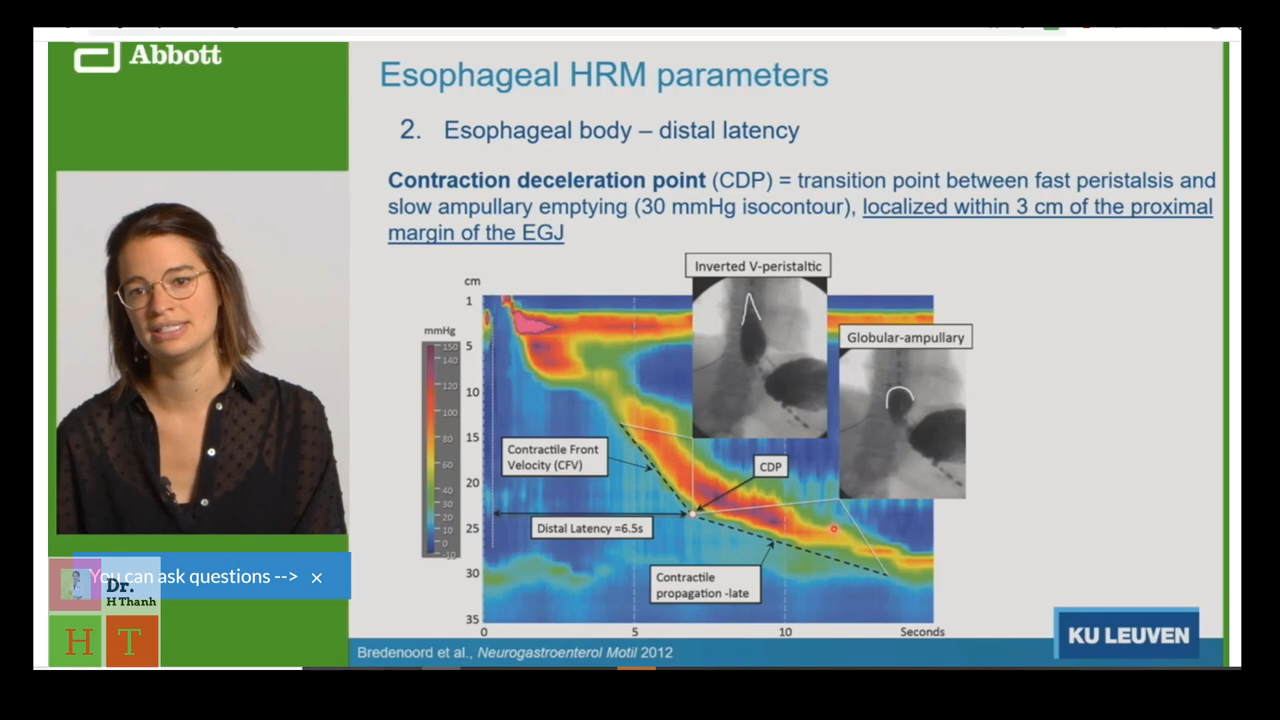 Abbott
Esophageal HRM parameters
2. Esophageal body – distal latency
Contraction deceleration point (CDP) = transition point between fast peristalsis and
slow ampullary emptying (30 mmHg isocontour), localized within 3 cm of the proximal
margin of the EGJ
Inverted V-peristaltic
Globular-ampullary
cm
1
5
10
15
20
25
30
35
mmHg
150
140
120
100
80
60
40
30
20
10
0
-10
Contractile Front
Velocity (CFV)
CDP
Distal Latency =6.5s
Contractile
propagation -late
0
5
10
Seconds
You can ask questions --> ×
Dr.
H Thanh
H T
KU LEUVEN
Bredenoord et al., Neurogastroenterol Motil 2012